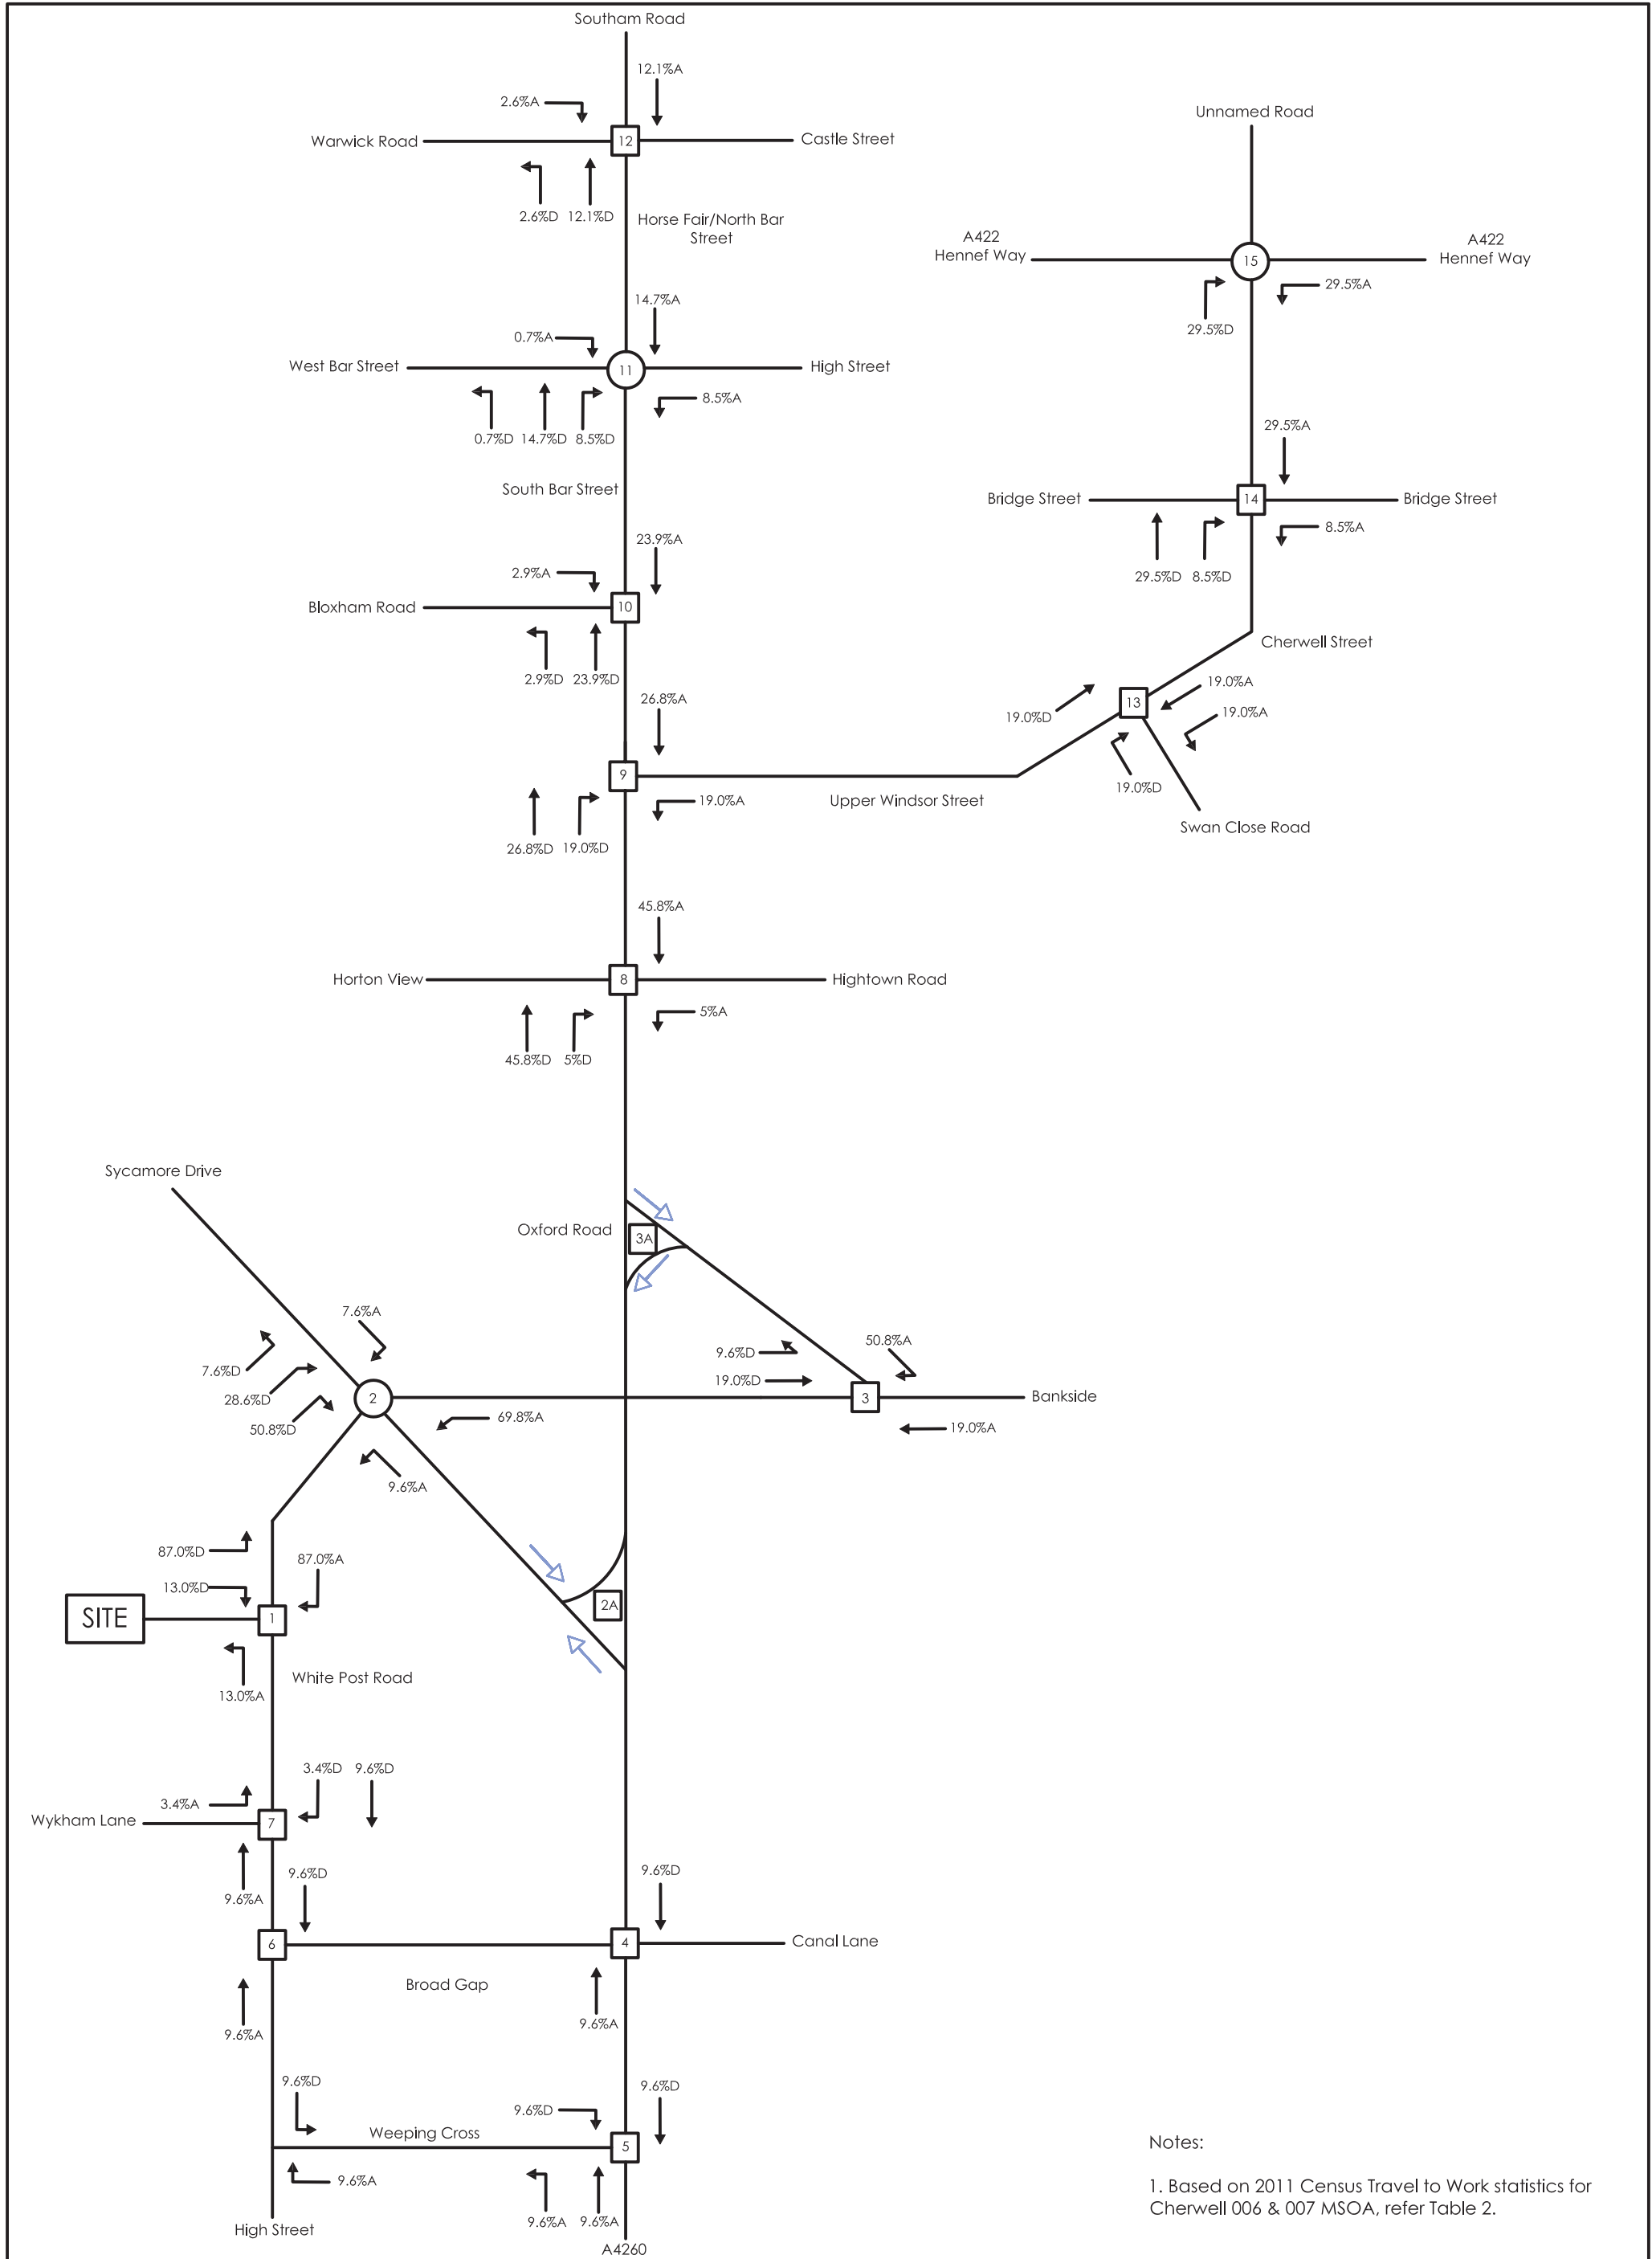 Southam Road
12.1%A
2.6%A
Warwick Road
12
Castle Street
2.6%D
12.1%D
Horse Fair/North Bar
Street
Unnamed Road
A422
Hennef Way
15
A422
Hennef Way
29.5%A
29.5%D
14.7%A
0.7%A
West Bar Street
11
High Street
8.5%A
0.7%D
14.7%D
8.5%D
South Bar Street
29.5%A
Bridge Street
14
Bridge Street
8.5%A
29.5%D
8.5%D
23.9%A
2.9%A
Bloxham Road
10
2.9%D
23.9%D
Cherwell Street
19.0%A
13
19.0%A
19.0%D
19.0%D
Swan Close Road
26.8%A
9
19.0%A
Upper Windsor Street
26.8%D
19.0%D
45.8%A
Horton View
8
Hightown Road
5%A
45.8%D
5%D
Sycamore Drive
Oxford Road
3A
7.6%A
7.6%D
28.6%D
50.8%D
2
69.8%A
9.6%A
9.6%D
19.0%D
50.8%A
3
Bankside
19.0%A
87.0%D
87.0%A
13.0%D
SITE
1
2A
13.0%A
White Post Road
3.4%D
9.6%D
3.4%A
Wykham Lane
7
9.6%A
9.6%D
9.6%D
6
4
Canal Lane
Broad Gap
9.6%A
9.6%A
9.6%D
9.6%D
9.6%D
Weeping Cross
5
9.6%A
9.6%A
9.6%A
High Street
A4260
Notes:
1. Based on 2011 Census Travel to Work statistics for
Cherwell 006 & 007 MSOA, refer Table 2.